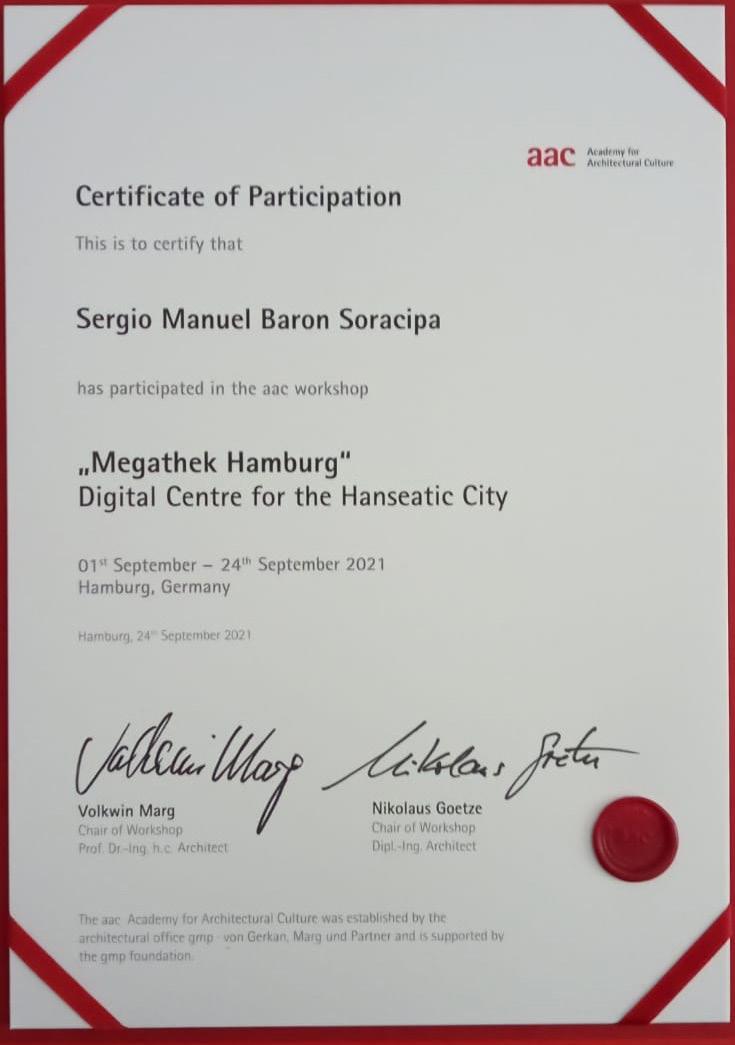 aac Academy for
Architectural Culture
Certificate of Participation
This is to certify that
Sergio Manuel Baron Soracipa
has participated in the aac workshop
„Megathek Hamburg“
Digital Centre for the Hanseatic City
01st September – 24th September 2021
Hamburg, Germany
Hamburg, 24th September 2021
Volkwin Marg
Nikolaus Goetze
Volkwin Marg
Chair of Workshop
Prof. Dr.-Ing. h.c. Architect
Nikolaus Goetze
Chair of Workshop
Dipl.-Ing. Architect
The aac Academy for Architectural Culture was established by the
architectural office gmp · von Gerkan, Marg und Partner and is supported by
the gmp foundation.